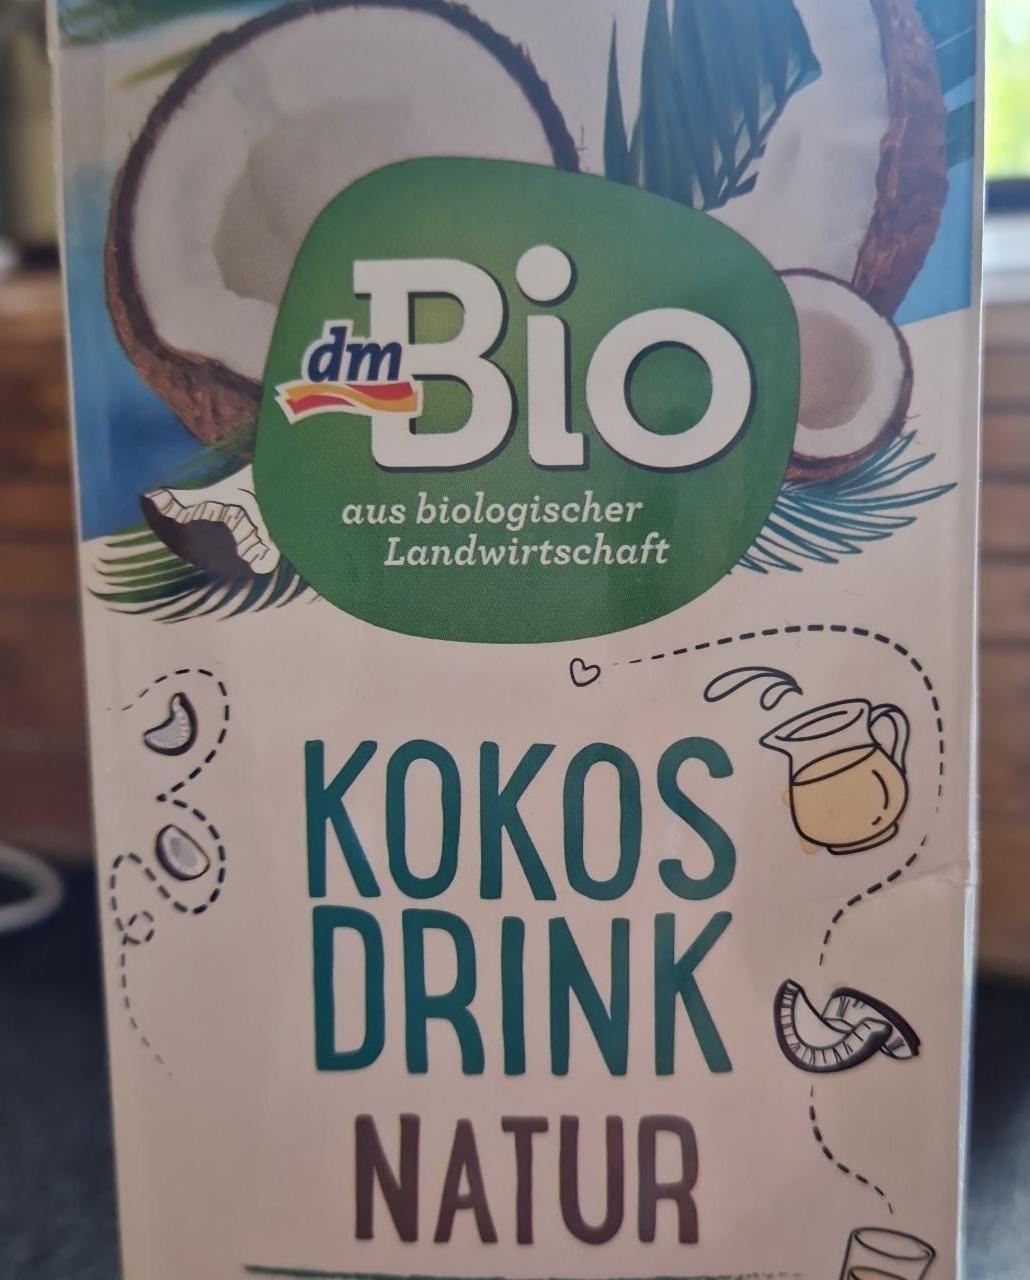 dm
Bio
aus biologischer
Landwirtschaft
KOKOS
DRINK
NATUR